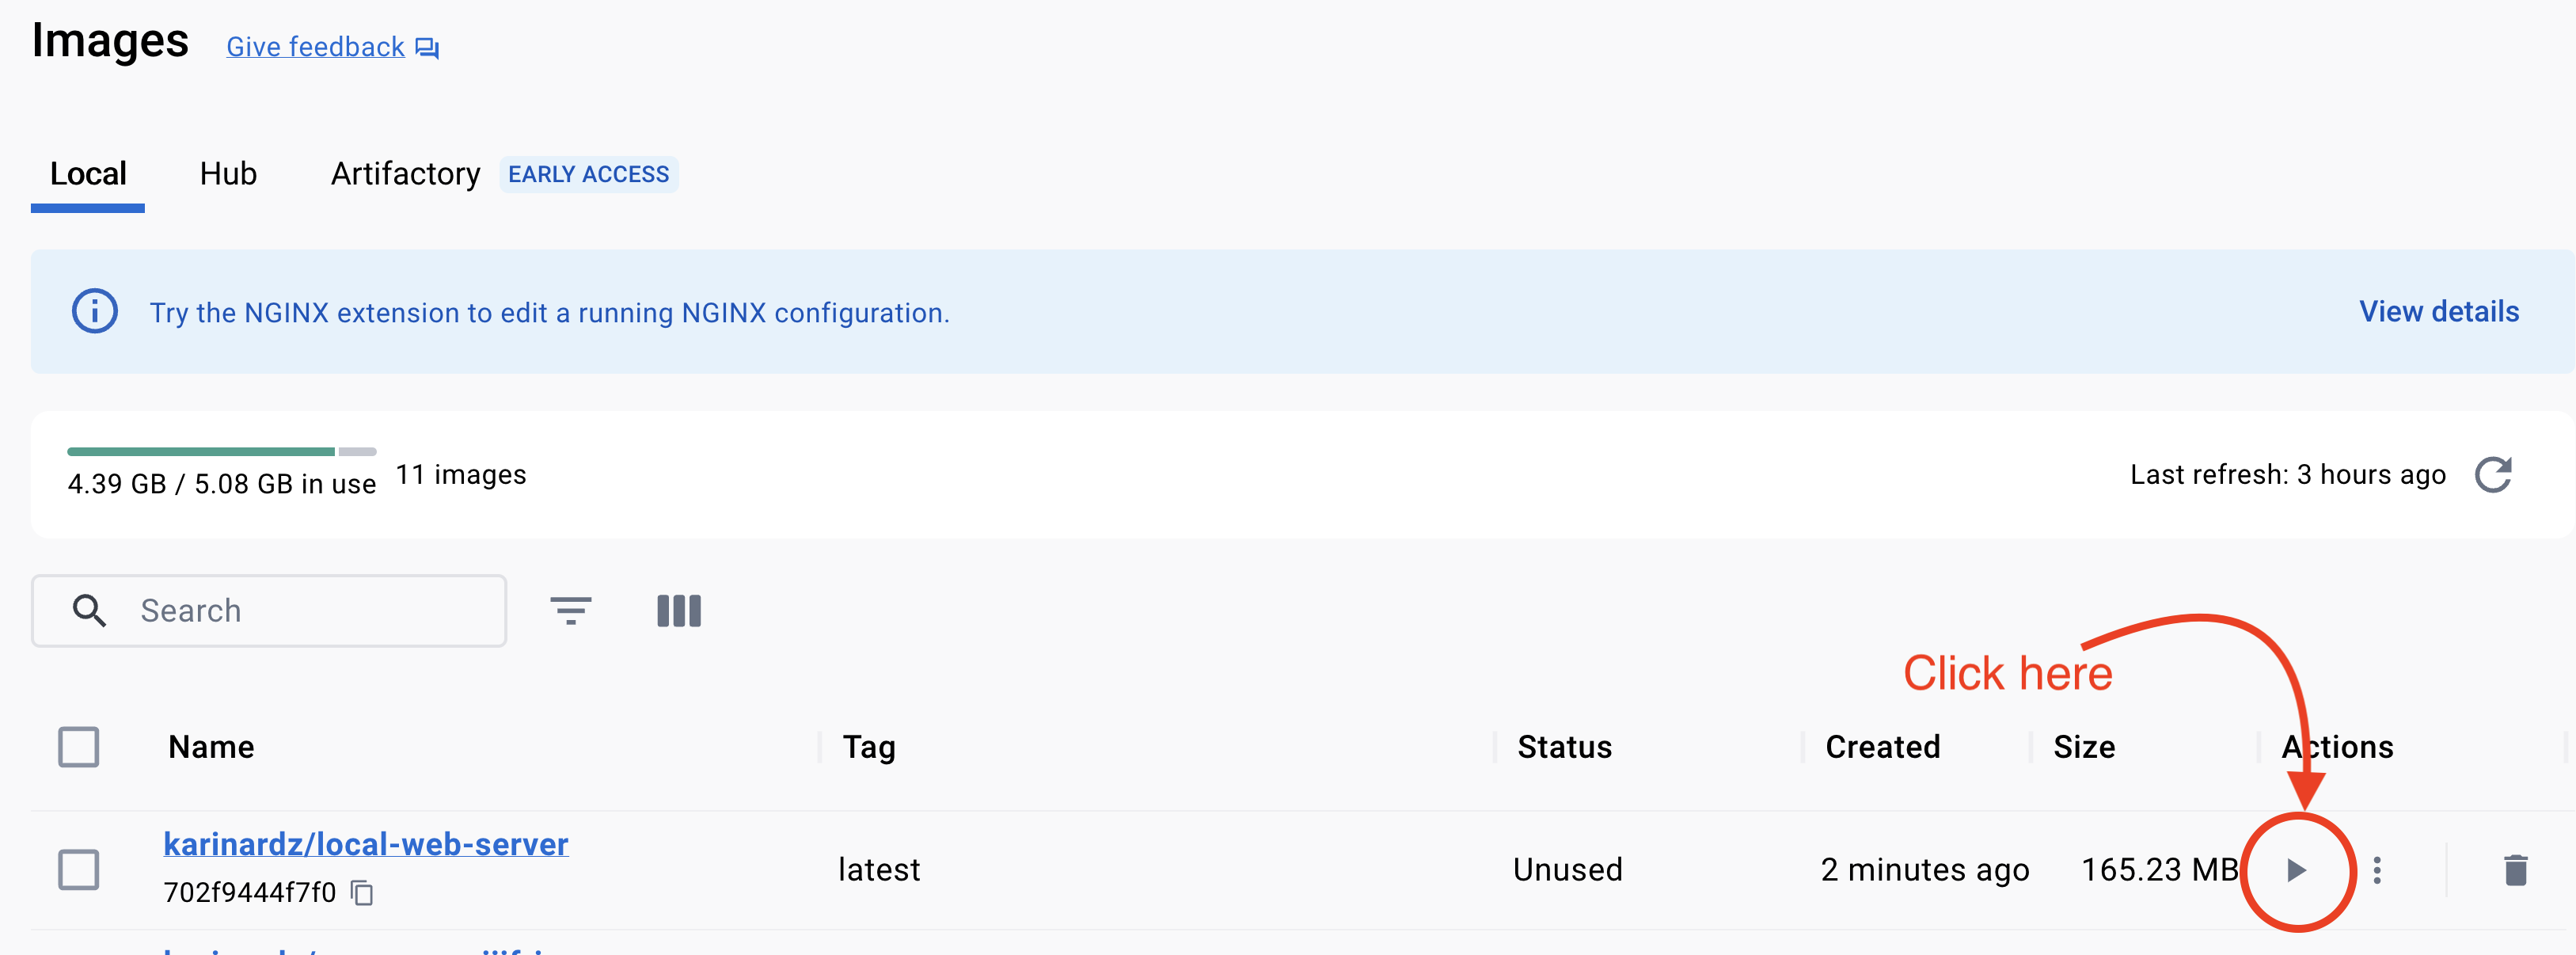 Images Give feedback
Local Hub Artifactory EARLY ACCESS
Try the NGINX extension to edit a running NGINX configuration. View details
4.39 GB / 5.08 GB in use 11 images Last refresh: 3 hours ago
Search
Click here
Name Tag Status Created Size Actions
karinardz/local-web-server
latest Unused 2 minutes ago 165.23 MB
702f9444f7f0